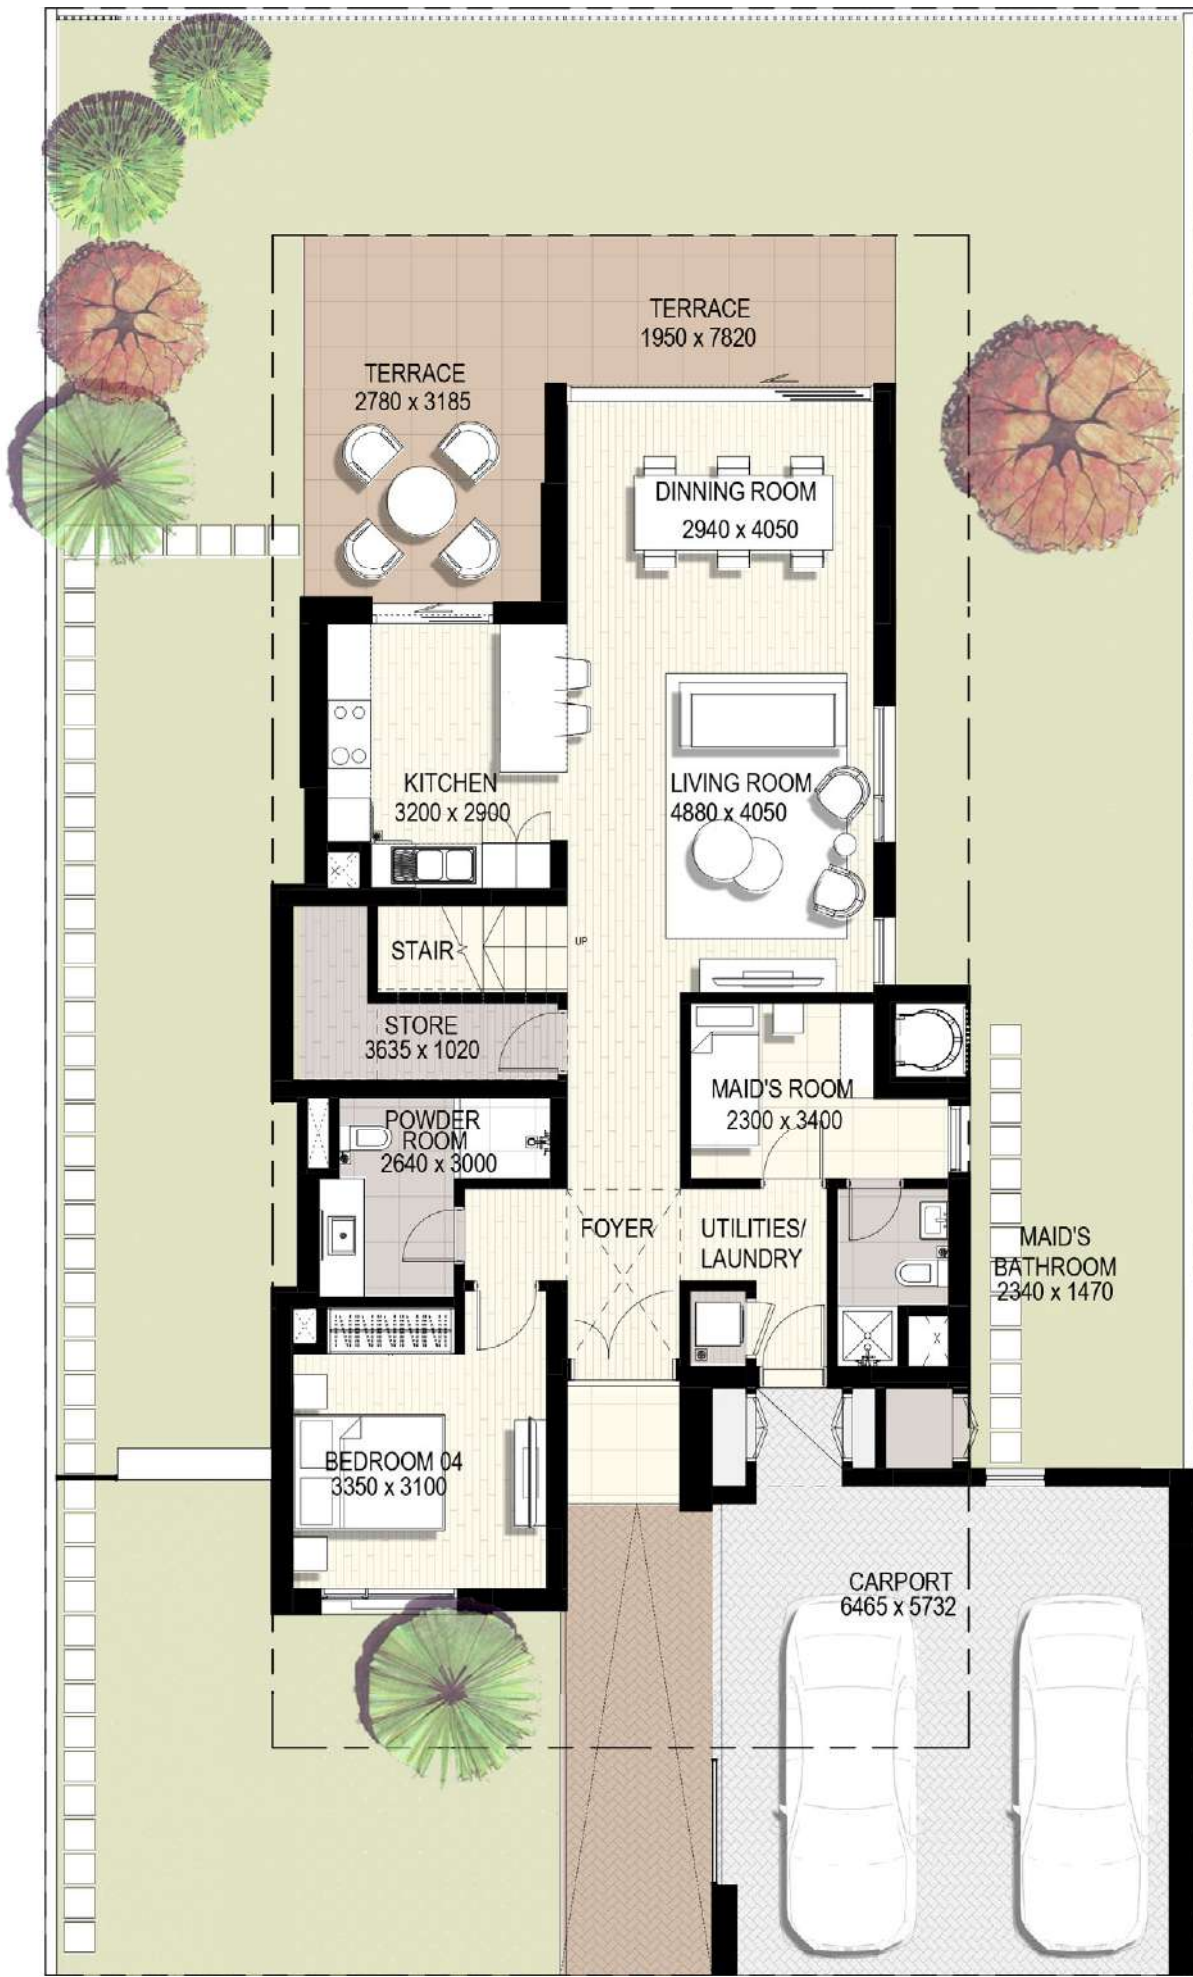 TERRACE
1950 x 7820
TERRACE
2780 x 3185
DINNING ROOM
2940 x 4050
KITCHEN
3200 x 2900
LIVING ROOM
4880 x 4050
STAIR
UP
STORE
3635 x 1020
MAID'S ROOM
2300 x 3400
POWDER
ROOM
2640 x 3000
FOYER
UTILITIES/
LAUNDRY
MAID'S
BATHROOM
2340 x 1470
BEDROOM 04
3350 x 3100
CARPORT
6465 x 5732